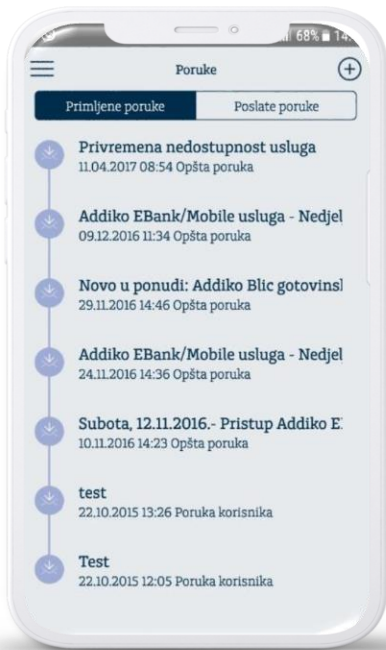 68% 14
Poruke
Primljene poruke
Poslate poruke
Privremena nedostupnost usluga
11.04.2017 08:54 Opšta poruka
Addiko EBank/Mobile usluga - Nedjel
09.12.2016 11:34 Opšta poruka
Novo u ponudi: Addiko Blic gotovinsl
29.11.2016 14:46 Opšta poruka
Addiko EBank/Mobile usluga - Nedjel
24.11.2016 14:36 Opšta poruka
Subota, 12.11.2016.- Pristup Addiko E
10.11.2016 14:23 Opšta poruka
test
22.10.2015 13:26 Poruka korisnika
Test
22.10.2015 12:05 Poruka korisnika